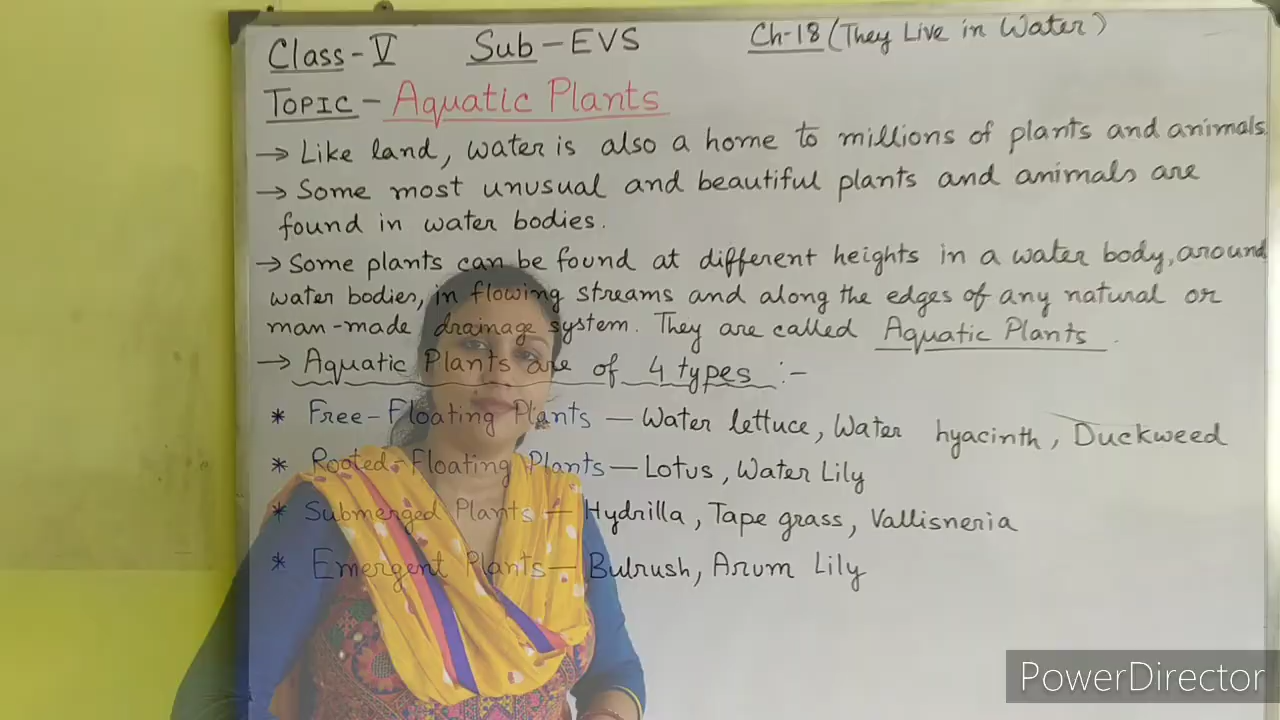 Class-V Sub-EVS Ch-18 (They Live in Water)
TOPIC - Aquatic Plants
→ Like land, water is also a home to millions of plants and animals.
→ Some most unusual and beautiful plants and animals are
found in water bodies.
→ Some plants can be found at different heights in a water body, around
water bodies, in flowing streams and along the edges of any natural or
man-made drainage system. They are called Aquatic Plants.
→ Aquatic Plants are of 4 types :-
* Free-Floating Plants — Water lettuce, Water hyacinth, Duckweed
* Rooted-Floating Plants — Lotus, Water Lily
* Submerged Plants — Hydrilla, Tape grass, Vallisneria
* Emergent Plants — Bulrush, Arum Lily
PowerDirector